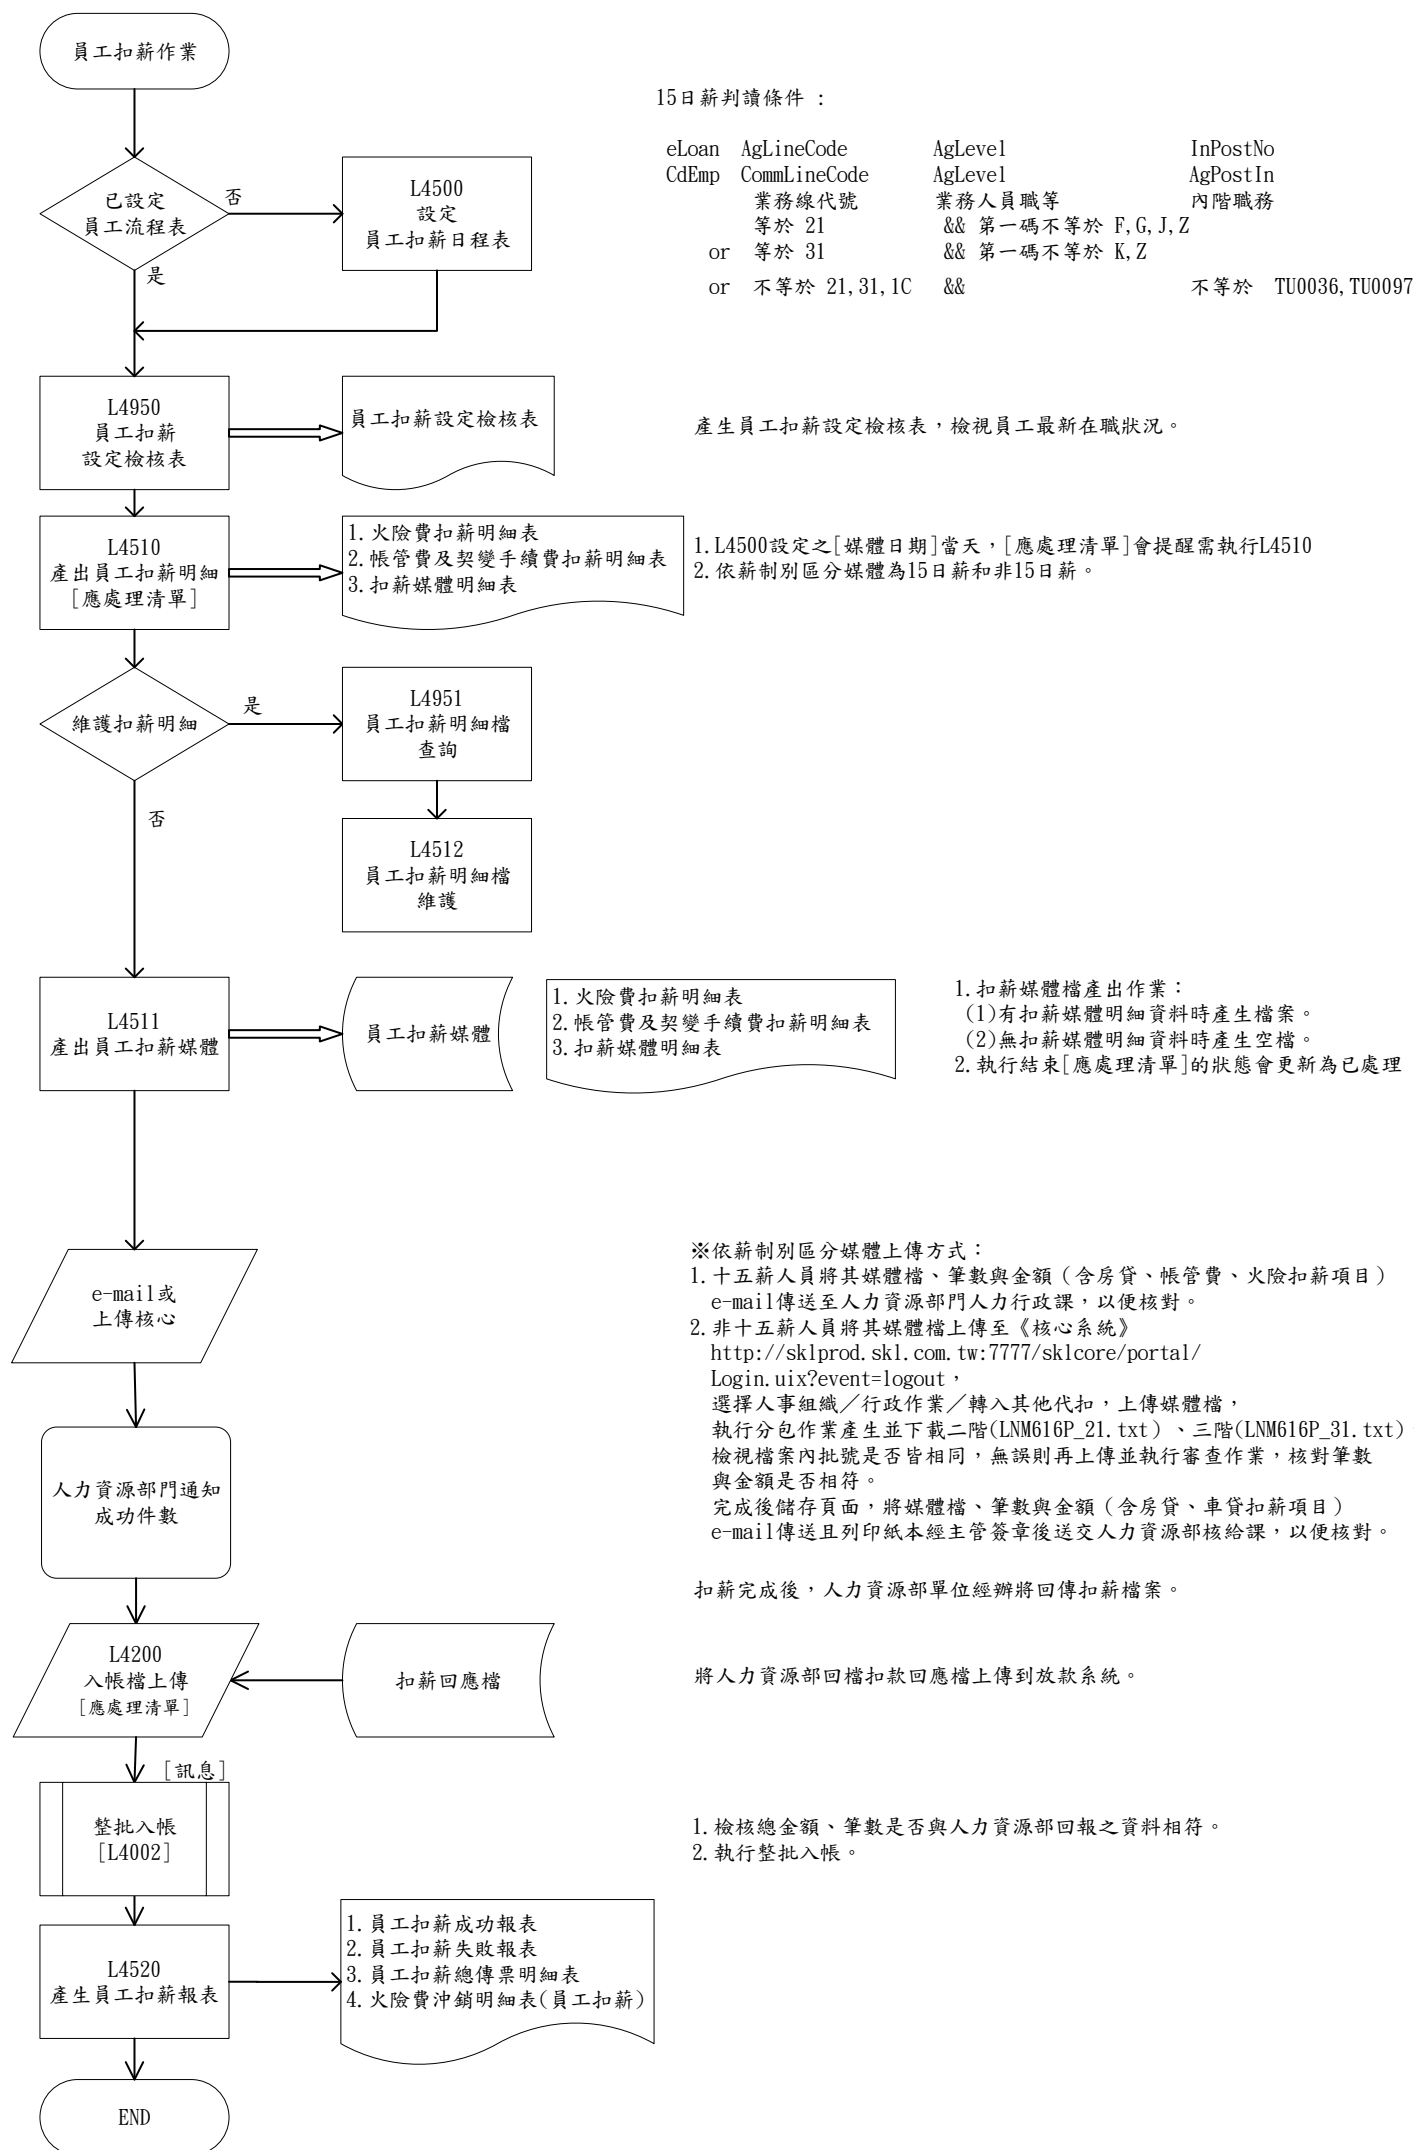 員工扣薪作業
15日薪判讀條件 :
eLoan AgLineCode AgLevel InPostNo
CdEmp CommLineCode AgLevel AgPostIn
業務線代號 業務人員職等 內階職務
等於 21 && 第一碼不等於 F,G,J,Z
or 等於 31 && 第一碼不等於 K,Z
or 不等於 21,31,1C && 不等於 TU0036,TU0097
已設定
員工流程表
否
是
L4500
設定
員工扣薪日程表
L4950
員工扣薪
設定檢核表
員工扣薪設定檢核表
產生員工扣薪設定檢核表，檢視員工最新在職狀況。
L4510
產出員工扣薪明細
[應處理清單]
1.火險費扣薪明細表
2.帳管費及契變手續費扣薪明細表
3.扣薪媒體明細表
1.L4500設定之[媒體日期]當天，[應處理清單]會提醒需執行L4510
2.依薪制別區分媒體為15日薪和非15日薪。
維護扣薪明細
是
否
L4951
員工扣薪明細檔
查詢
L4512
員工扣薪明細檔
維護
L4511
產出員工扣薪媒體
員工扣薪媒體
1.火險費扣薪明細表
2.帳管費及契變手續費扣薪明細表
3.扣薪媒體明細表
1.扣薪媒體檔產出作業：
(1)有扣薪媒體明細資料時產生檔案。
(2)無扣薪媒體明細資料時產生空檔。
2.執行結束[應處理清單]的狀態會更新為已處理
e-mail或
上傳核心
※依薪制別區分媒體上傳方式：
1.十五薪人員將其媒體檔、筆數與金額（含房貸、帳管費、火險扣薪項目）
e-mail傳送至人力資源部門人力行政課，以便核對。
2.非十五薪人員將其媒體檔上傳至《核心系統》
http://sklprod.skl.com.tw:7777/sklcore/portal/
Login.uix?event=logout，
選擇人事組織／行政作業／轉入其他代扣，上傳媒體檔，
執行分包作業產生並下載二階(LNM616P_21.txt）、三階(LNM616P_31.txt)
檢視檔案內批號是否皆相同，無誤則再上傳並執行審查作業，核對筆數
與金額是否相符。
完成後儲存頁面，將媒體檔、筆數與金額（含房貸、車貸扣薪項目）
e-mail傳送且列印紙本經主管簽章後送交人力資源部核給課，以便核對。
人力資源部門通知
成功件數
扣薪完成後，人力資源部單位經辦將回傳扣薪檔案。
L4200
入帳檔上傳
[應處理清單]
扣薪回應檔
將人力資源部回檔扣款回應檔上傳到放款系統。
[訊息]
整批入帳
[L4002]
1.檢核總金額、筆數是否與人力資源部回報之資料相符。
2.執行整批入帳。
L4520
產生員工扣薪報表
1.員工扣薪成功報表
2.員工扣薪失敗報表
3.員工扣薪總傳票明細表
4.火險費沖銷明細表(員工扣薪)
END